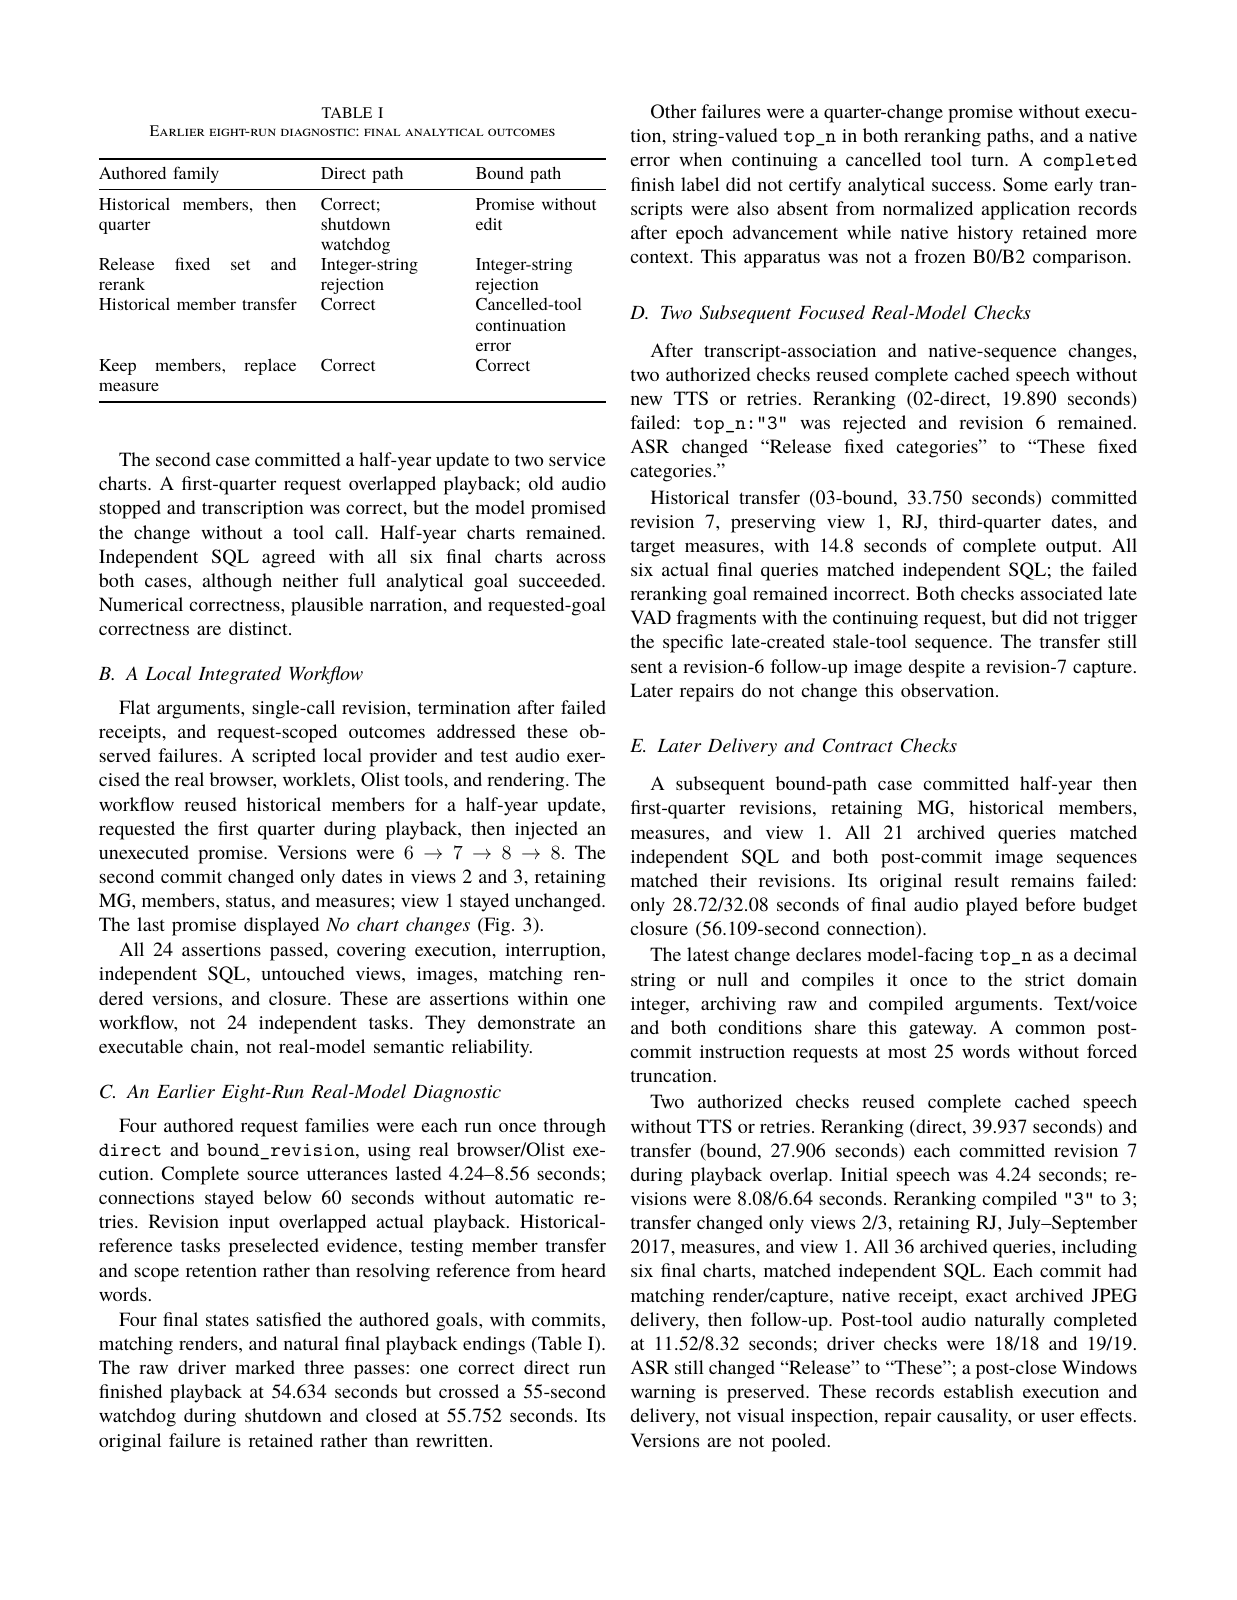 TABLE I
EARLIER EIGHT-RUN DIAGNOSTIC: FINAL ANALYTICAL OUTCOMES
Authored family Direct path Bound path
Historical members, then quarter Correct; shutdown watchdog Promise without edit
Release fixed set and rerank Integer-string rejection Integer-string rejection
Historical member transfer Correct Cancelled-tool continuation error
Keep members, replace measure Correct Correct
The second case committed a half-year update to two service
charts. A first-quarter request overlapped playback; old audio
stopped and transcription was correct, but the model promised
the change without a tool call. Half-year charts remained.
Independent SQL agreed with all six final charts across
both cases, although neither full analytical goal succeeded.
Numerical correctness, plausible narration, and requested-goal
correctness are distinct.
B. A Local Integrated Workflow
Flat arguments, single-call revision, termination after failed
receipts, and request-scoped outcomes addressed these ob-
served failures. A scripted local provider and test audio exer-
cised the real browser, worklets, Olist tools, and rendering. The
workflow reused historical members for a half-year update,
requested the first quarter during playback, then injected an
unexecuted promise. Versions were 6 → 7 → 8 → 8. The
second commit changed only dates in views 2 and 3, retaining
MG, members, status, and measures; view 1 stayed unchanged.
The last promise displayed No chart changes (Fig. 3).
All 24 assertions passed, covering execution, interruption,
independent SQL, untouched views, images, matching ren-
dered versions, and closure. These are assertions within one
workflow, not 24 independent tasks. They demonstrate an
executable chain, not real-model semantic reliability.
C. An Earlier Eight-Run Real-Model Diagnostic
Four authored request families were each run once through
direct and bound_revision, using real browser/Olist exe-
cution. Complete source utterances lasted 4.24–8.56 seconds;
connections stayed below 60 seconds without automatic re-
tries. Revision input overlapped actual playback. Historical-
reference tasks preselected evidence, testing member transfer
and scope retention rather than resolving reference from heard
words.
Four final states satisfied the authored goals, with commits,
matching renders, and natural final playback endings (Table I).
The raw driver marked three passes: one correct direct run
finished playback at 54.634 seconds but crossed a 55-second
watchdog during shutdown and closed at 55.752 seconds. Its
original failure is retained rather than rewritten.
Other failures were a quarter-change promise without execu-
tion, string-valued top_n in both reranking paths, and a native
error when continuing a cancelled tool turn. A completed
finish label did not certify analytical success. Some early tran-
scripts were also absent from normalized application records
after epoch advancement while native history retained more
context. This apparatus was not a frozen B0/B2 comparison.
D. Two Subsequent Focused Real-Model Checks
After transcript-association and native-sequence changes,
two authorized checks reused complete cached speech without
new TTS or retries. Reranking (02-direct, 19.890 seconds)
failed: top_n:"3" was rejected and revision 6 remained.
ASR changed “Release fixed categories” to “These fixed
categories.”
Historical transfer (03-bound, 33.750 seconds) committed
revision 7, preserving view 1, RJ, third-quarter dates, and
target measures, with 14.8 seconds of complete output. All
six actual final queries matched independent SQL; the failed
reranking goal remained incorrect. Both checks associated late
VAD fragments with the continuing request, but did not trigger
the specific late-created stale-tool sequence. The transfer still
sent a revision-6 follow-up image despite a revision-7 capture.
Later repairs do not change this observation.
E. Later Delivery and Contract Checks
A subsequent bound-path case committed half-year then
first-quarter revisions, retaining MG, historical members,
measures, and view 1. All 21 archived queries matched
independent SQL and both post-commit image sequences
matched their revisions. Its original result remains failed:
only 28.72/32.08 seconds of final audio played before budget
closure (56.109-second connection).
The latest change declares model-facing top_n as a decimal
string or null and compiles it once to the strict domain
integer, archiving raw and compiled arguments. Text/voice
and both conditions share this gateway. A common post-
commit instruction requests at most 25 words without forced
truncation.
Two authorized checks reused complete cached speech
without TTS or retries. Reranking (direct, 39.937 seconds) and
transfer (bound, 27.906 seconds) each committed revision 7
during playback overlap. Initial speech was 4.24 seconds; re-
visions were 8.08/6.64 seconds. Reranking compiled "3" to 3;
transfer changed only views 2/3, retaining RJ, July–September
2017, measures, and view 1. All 36 archived queries, including
six final charts, matched independent SQL. Each commit had
matching render/capture, native receipt, exact archived JPEG
delivery, then follow-up. Post-tool audio naturally completed
at 11.52/8.32 seconds; driver checks were 18/18 and 19/19.
ASR still changed “Release” to “These”; a post-close Windows
warning is preserved. These records establish execution and
delivery, not visual inspection, repair causality, or user effects.
Versions are not pooled.